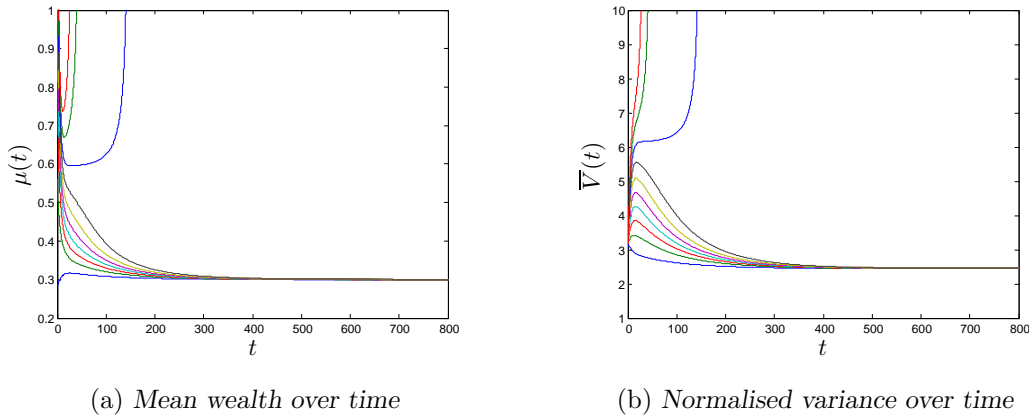 1
0.9
0.8
0.7
0.6
0.5
0.4
0.3
0.2
μ(t)
0 100 200 300 400 500 600 700 800
t
(a) Mean wealth over time
10
9
8
7
6
5
4
3
2
1
V̅(t)
0 100 200 300 400 500 600 700 800
t
(b) Normalised variance over time